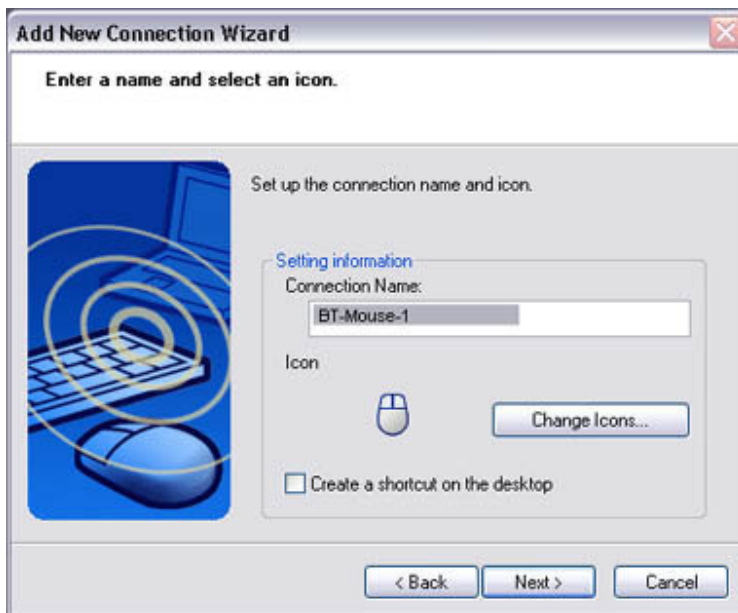 Add New Connection Wizard
Enter a name and select an icon.
Set up the connection name and icon.
Setting information
Connection Name:
BT-Mouse-1
Icon
Change Icons...
Create a shortcut on the desktop
< Back
Next >
Cancel